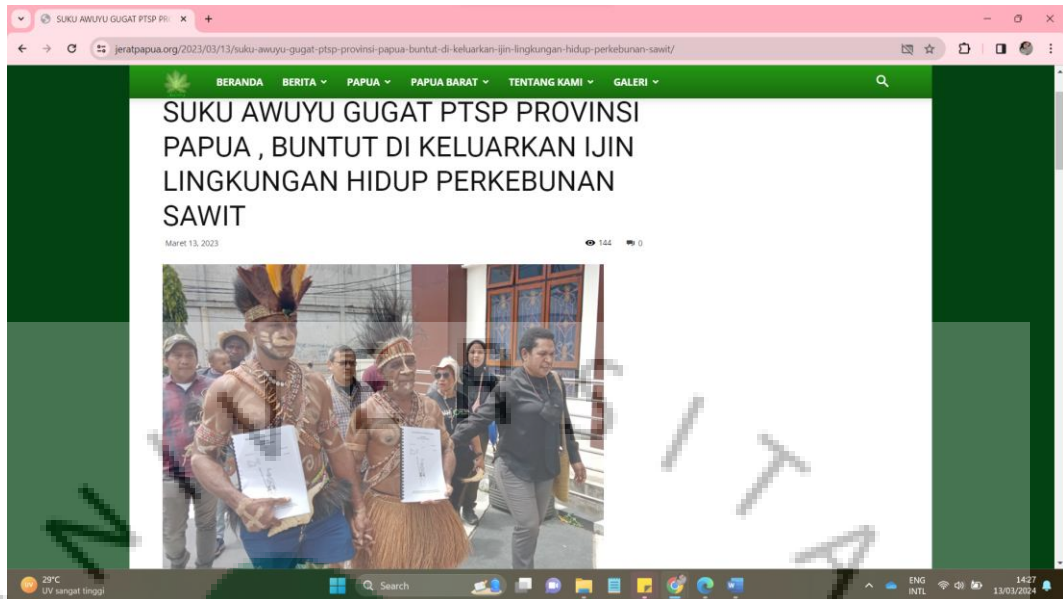 SUKU AWUYU GUGAT PTSP PR
jeratpapua.org/2023/03/13/suku-awuyu-gugat-ptsp-provinsi-papua-buntut-di-keluarkan-ijin-lingkungan-hidup-perkebunan-sawit/
BERANDA BERITA PAPUA PAPUA BARAT TENTANG KAMI GALERI
SUKU AWUYU GUGAT PTSP PROVINSI
PAPUA , BUNTUT DI KELUARKAN IJIN
LINGKUNGAN HIDUP PERKEBUNAN
SAWIT
Maret 13, 2023 144 0
29°C
UV sangat tinggi
Search
ENG
INTL
14:27
13/03/2024